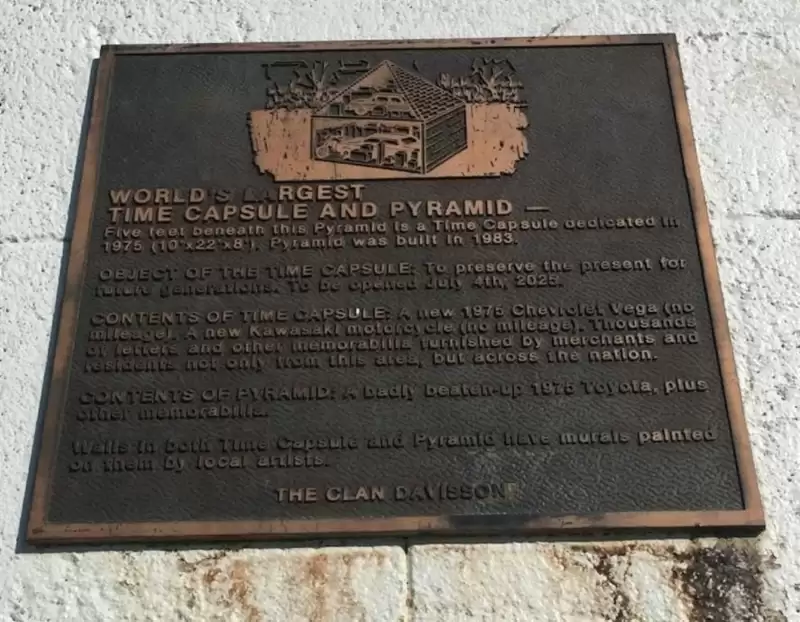 WORLD'S LARGEST
TIME CAPSULE AND PYRAMID —
Five feet beneath this Pyramid is a Time Capsule dedicated in
1975 (10'x22'x8'). Pyramid was built in 1983.
OBJECT OF THE TIME CAPSULE: To preserve the present for
future generations. To be opened July 4th, 2025.
CONTENTS OF TIME CAPSULE: A new 1975 Chevrolet Vega (no
mileage). A new Kawasaki motorcycle (no mileage). Thousands
of letters and other memorabilia furnished by merchants and
residents not only from this area, but across the nation.
CONTENTS OF PYRAMID: A badly beaten-up 1975 Toyota, plus
other memorabilia.
Walls in both Time Capsule and Pyramid have murals painted
on them by local artists.
THE CLAN DAVISSON